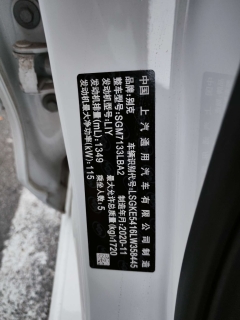 中国 上汽通用汽车有限公司制造
品牌:别克 车辆识别代号:LSGKE5416LW358445
整车型号:SGM7133LBA2 制造年月:2020-11
发动机型号:LIY 最大允许总质量(kg):1720
发动机排量(mL):1349 乘坐人数:5
发动机最大净功率(kW):115